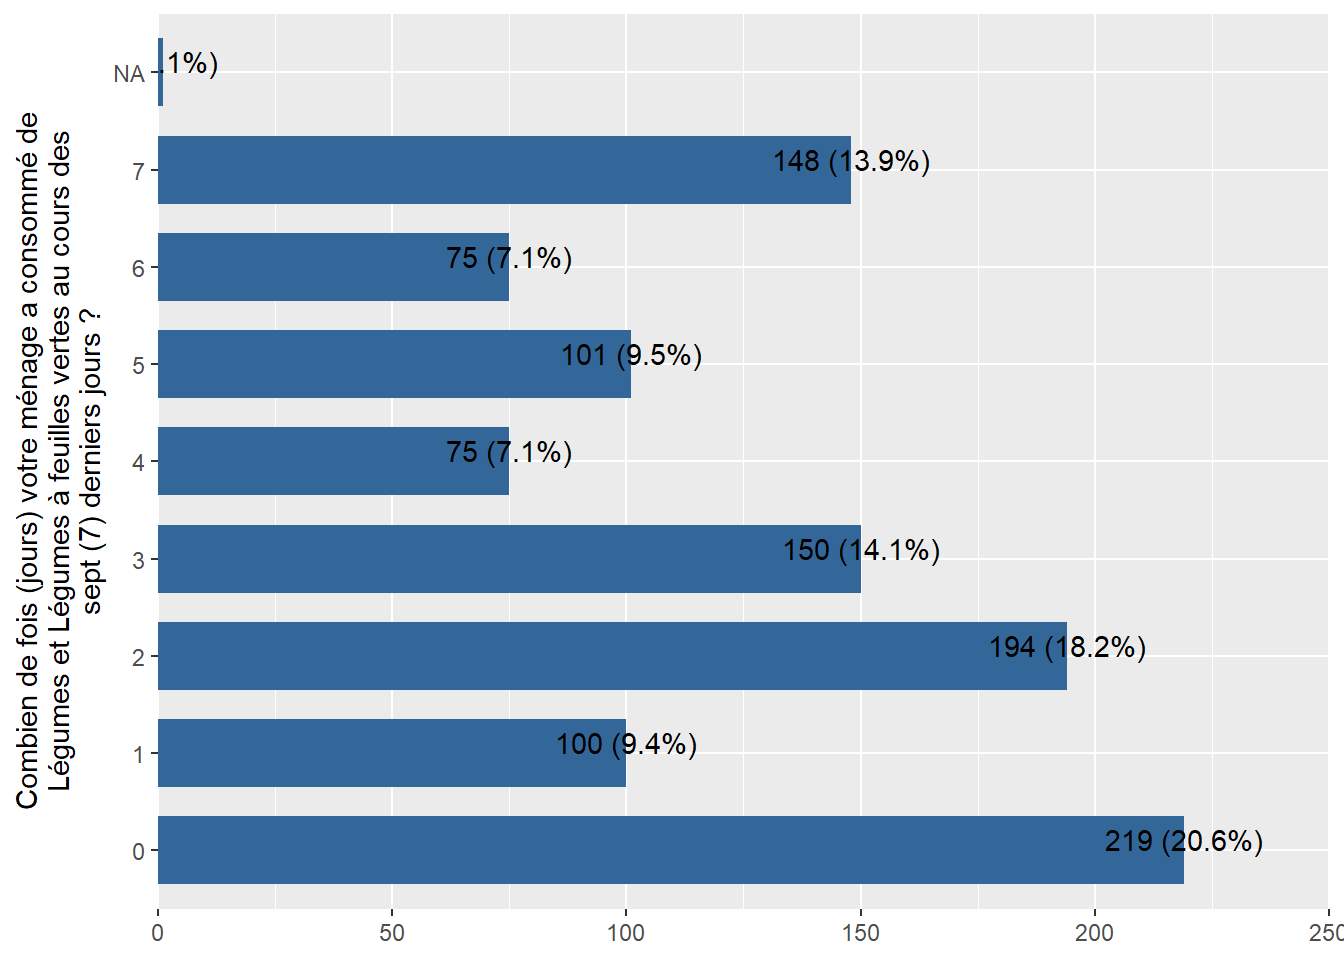 Combien de fois (jours) votre ménage a consommé de
Légumes et Légumes à feuilles vertes au cours des
sept (7) derniers jours ?
NA .1%)
7 148 (13.9%)
6 75 (7.1%)
5 101 (9.5%)
4 75 (7.1%)
3 150 (14.1%)
2 194 (18.2%)
1 100 (9.4%)
0 219 (20.6%)
0 50 100 150 200 250